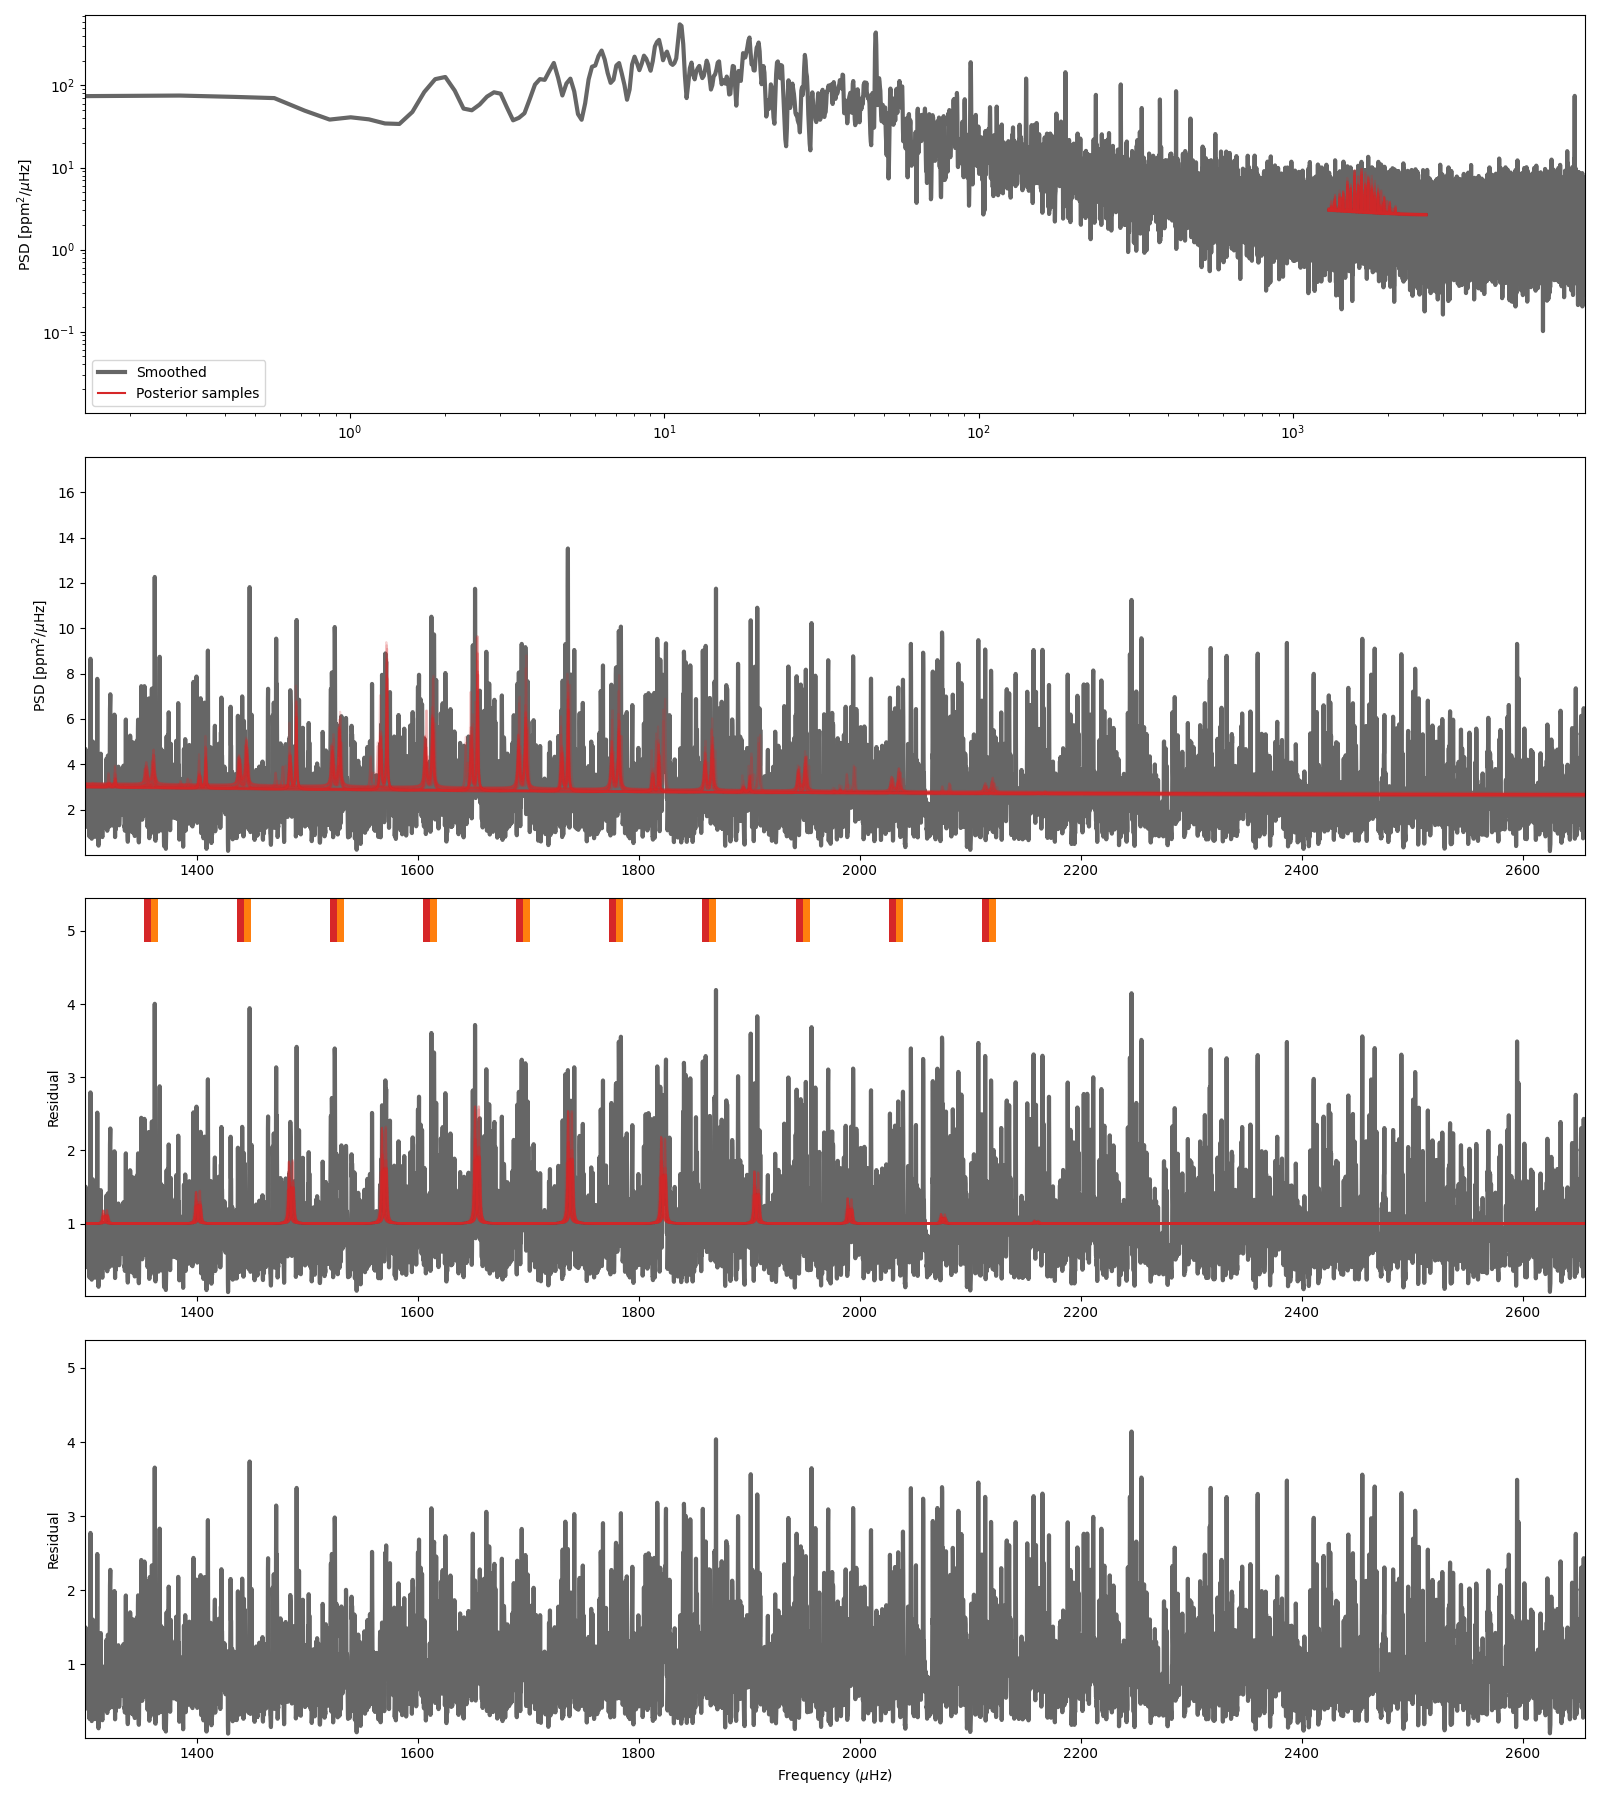 PSD [ppm²/μHz]
10²
10¹
10⁰
10⁻¹
Smoothed
Posterior samples
10⁰ 10¹ 10² 10³
PSD [ppm²/μHz]
16
14
12
10
8
6
4
2
1400 1600 1800 2000 2200 2400 2600
Residual
5
4
3
2
1
1400 1600 1800 2000 2200 2400 2600
Residual
5
4
3
2
1
1400 1600 1800 2000 2200 2400 2600
Frequency (μHz)